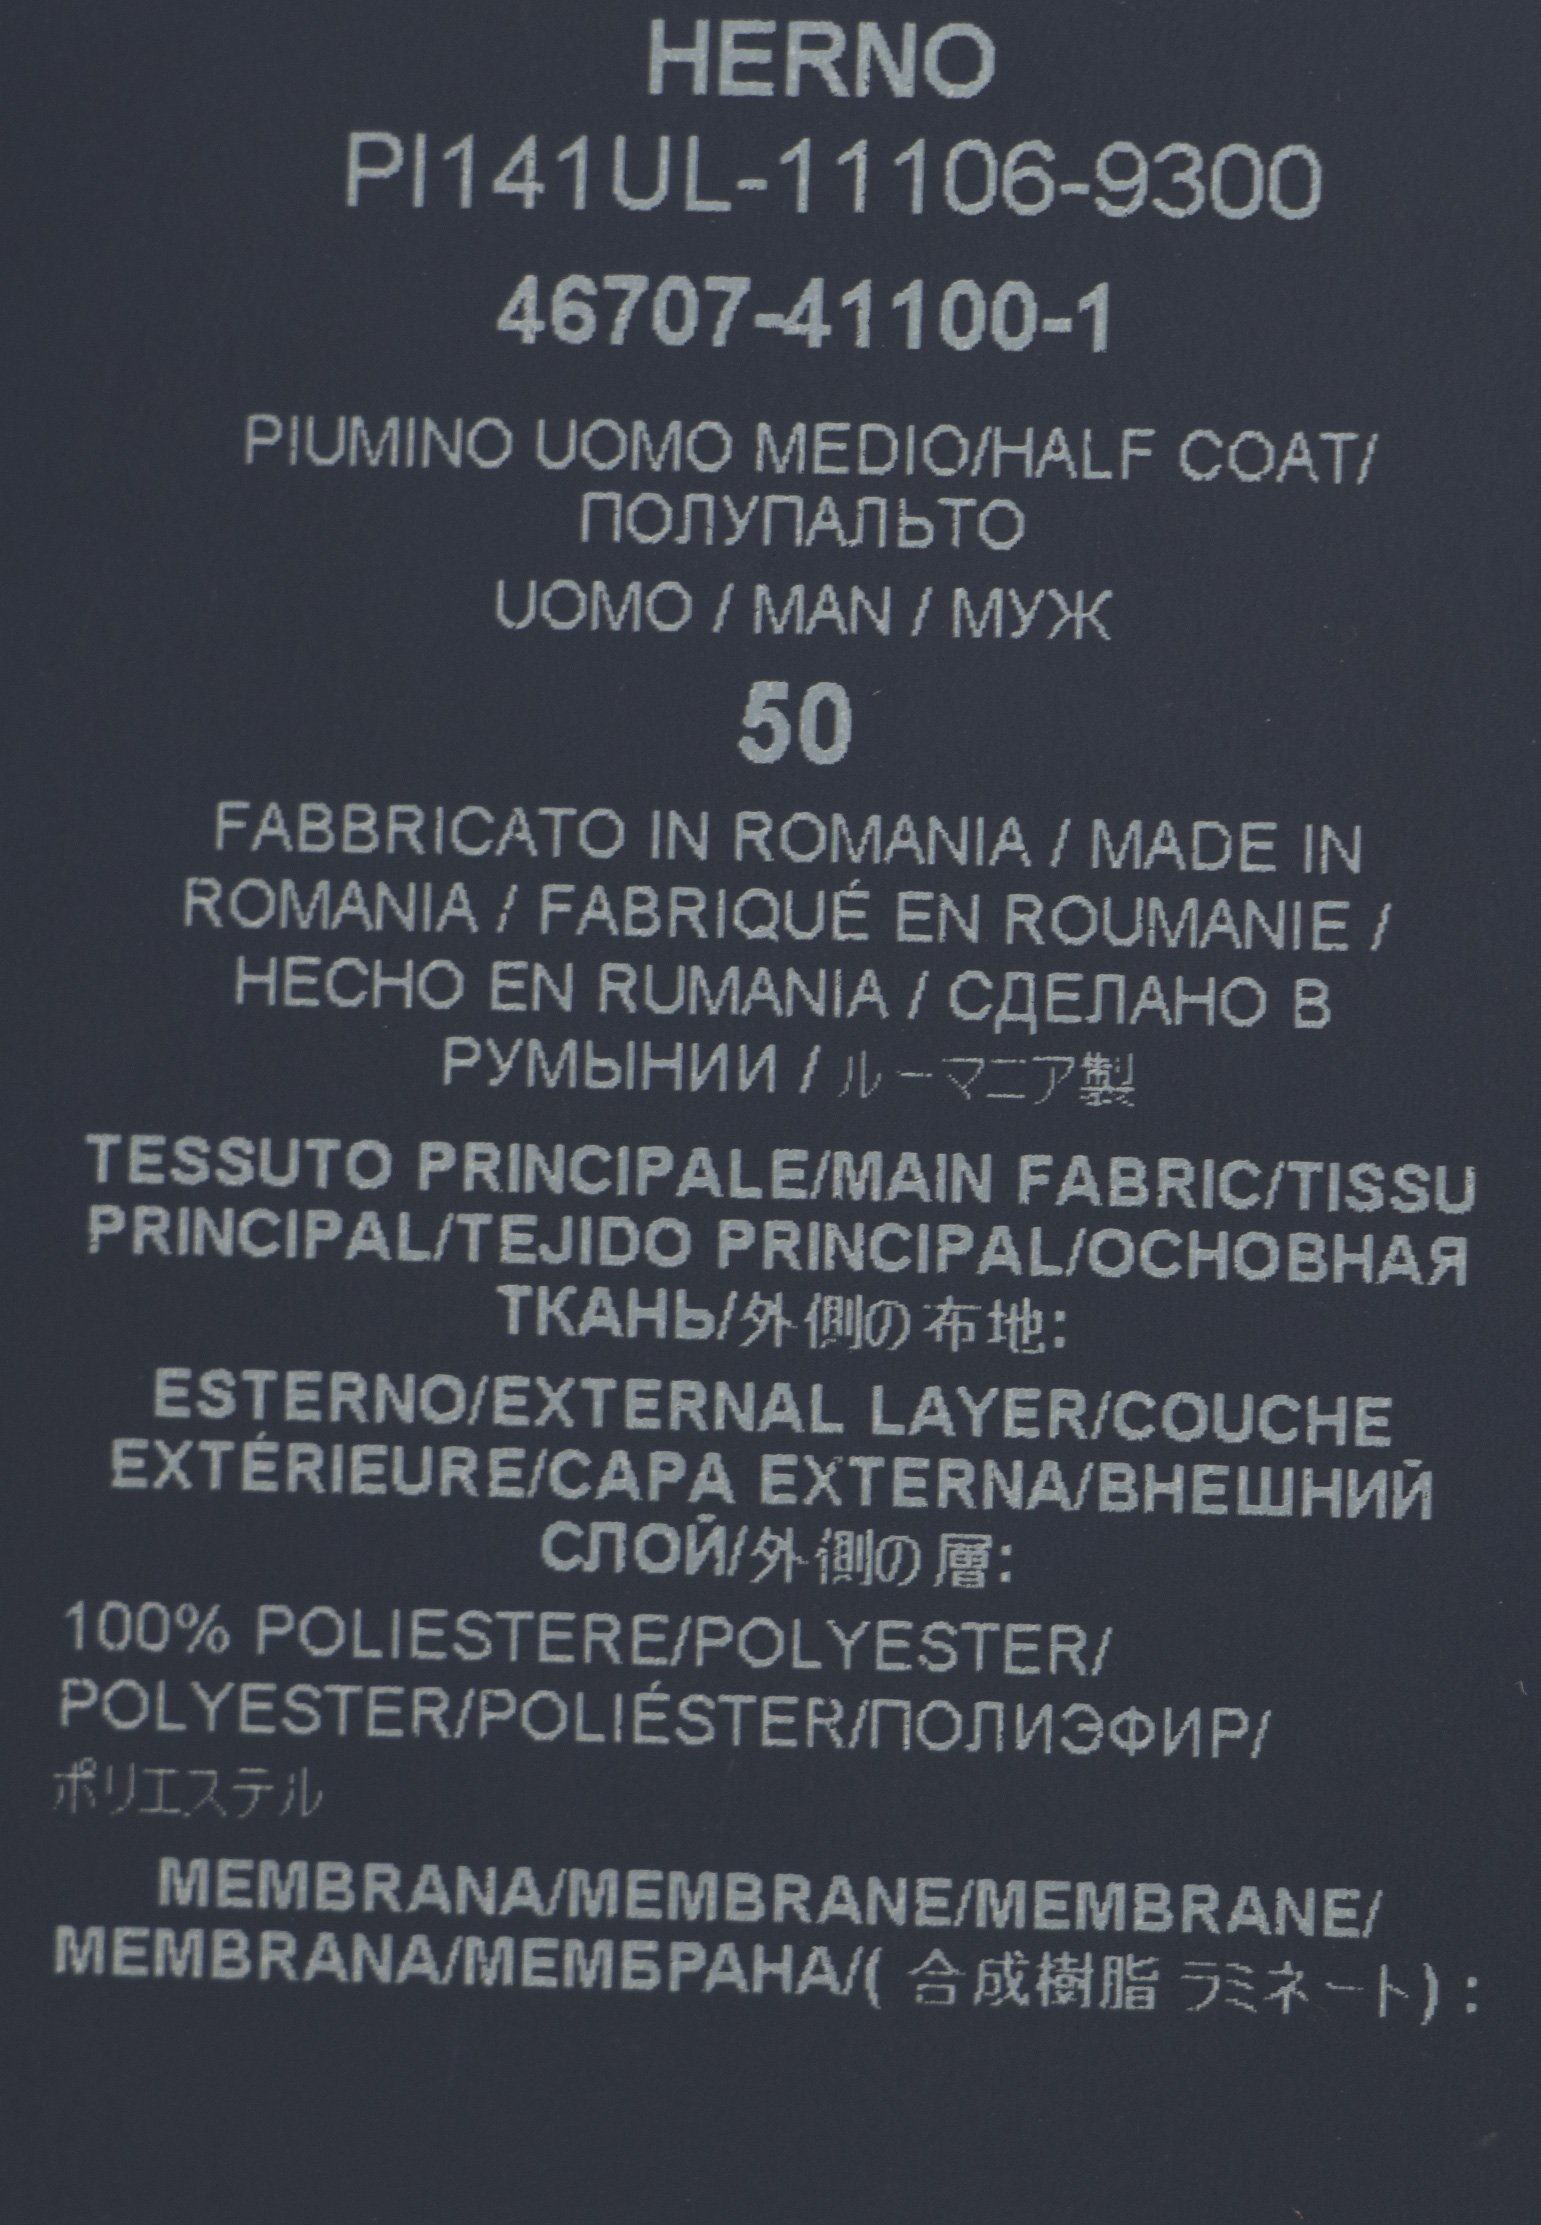 HERNO
PI141UL-11106-9300
46707-41100-1
PIUMINO UOMO MEDIO/HALF COAT/
ПОЛУПАЛЬТО
UOMO / MAN / МУЖ
50
FABBRICATO IN ROMANIA / MADE IN
ROMANIA / FABRIQUÉ EN ROUMANIE /
HECHO EN RUMANIA / СДЕЛАНО В
РУМЫНИИ / ルーマニア製
TESSUTO PRINCIPALE/MAIN FABRIC/TISSU
PRINCIPAL/TEJIDO PRINCIPAL/ОСНОВНАЯ
ТКАНЬ/外側の布地:
ESTERNO/EXTERNAL LAYER/COUCHE
EXTÉRIEURE/CAPA EXTERNA/ВНЕШНИЙ
СЛОЙ/外側の層:
100% POLIESTERE/POLYESTER/
POLYESTER/POLIÉSTER/ПОЛИЭФИР/
ポリエステル
MEMBRANA/MEMBRANE/MEMBRANE/
MEMBRANA/МЕМБРАНА/( 合成樹脂 ラミネート) :